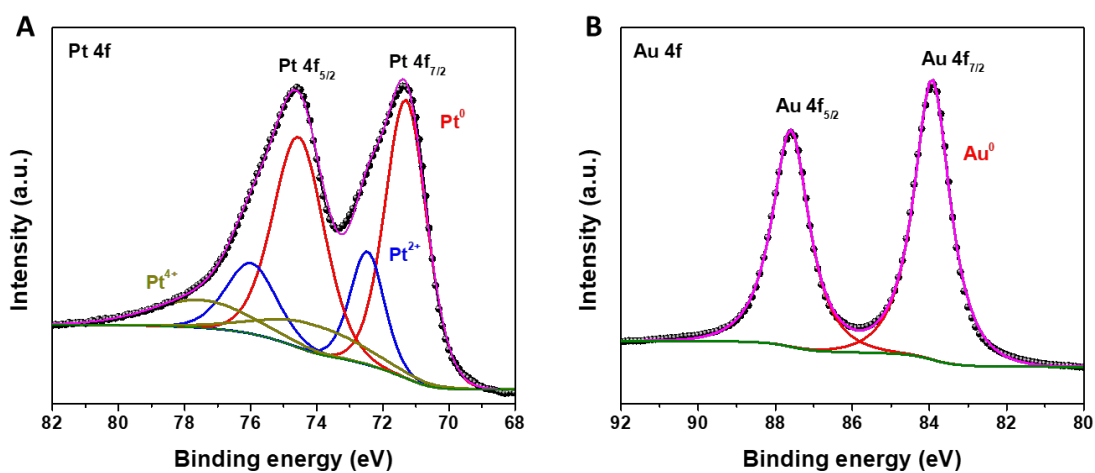 A
Pt 4f
Pt 4f5/2
Pt 4f7/2
Pt0
Pt2+
Pt4+
Intensity (a.u.)
82 80 78 76 74 72 70 68
Binding energy (eV)
B
Au 4f
Au 4f5/2
Au 4f7/2
Au0
Intensity (a.u.)
92 90 88 86 84 82 80
Binding energy (eV)